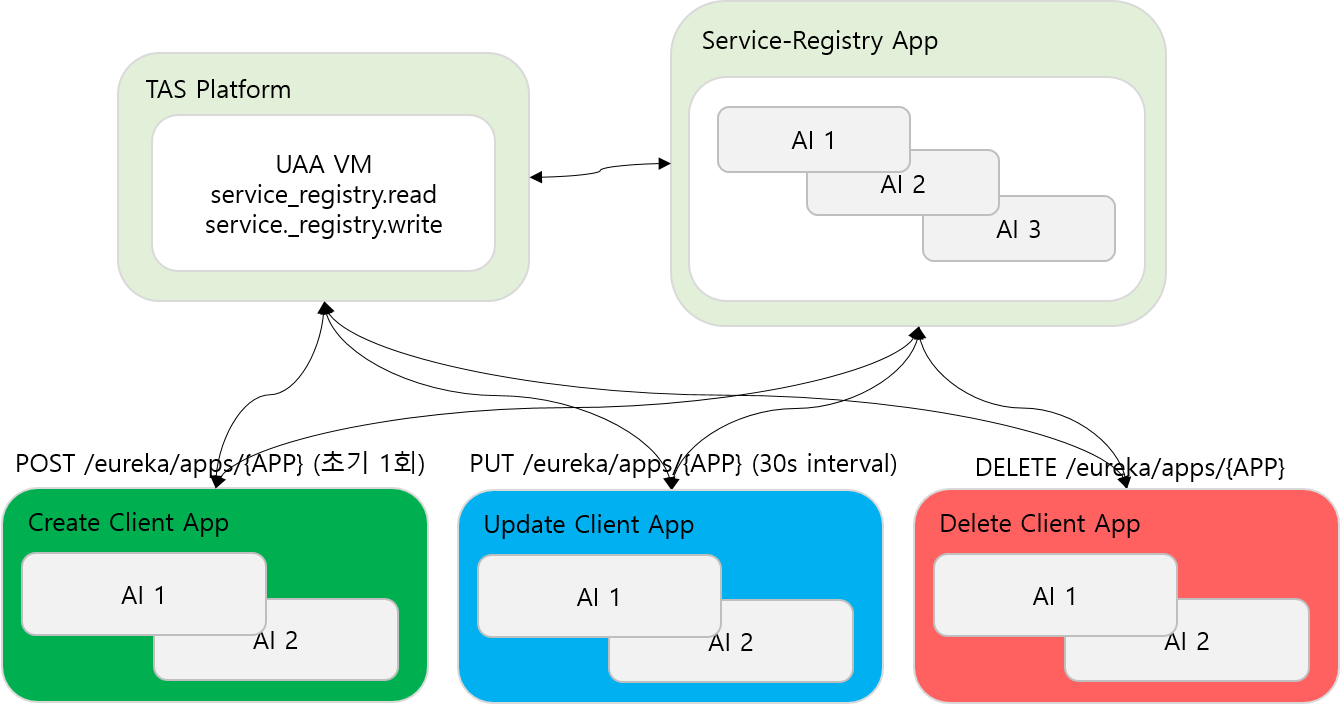 Service-Registry App
TAS Platform
AI 1
UAA VM
AI 2
service_registry.read
service._registry.write
AI 3
POST /eureka/apps/{APP} (초기 1회)
PUT /eureka/apps/{APP} (30s interval)
DELETE /eureka/apps/{APP}
Create Client App
AI 1
AI 2
Update Client App
AI 1
AI 2
Delete Client App
AI 1
AI 2